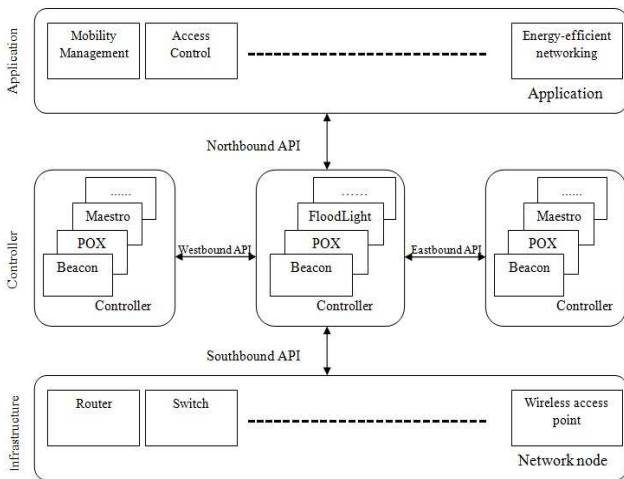 Application
Mobility
Management
Access
Control
Energy-efficient
networking
Application
Northbound API
Controller
......
Maestro
POX
Beacon
Controller
Westbound API
......
FloodLight
POX
Beacon
Controller
Eastbound API
......
Maestro
POX
Beacon
Controller
Southbound API
Infrastructure
Router
Switch
Wireless access
point
Network node